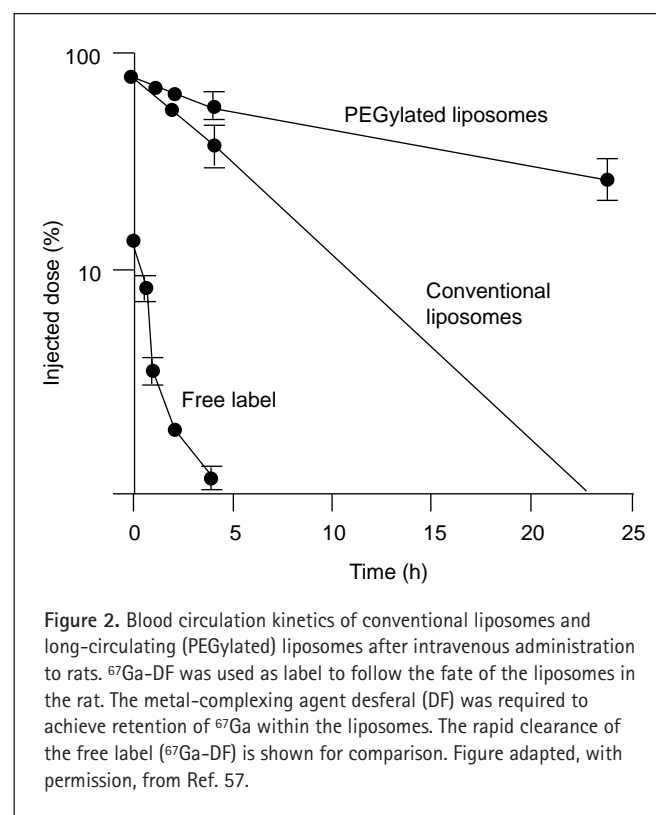 100
PEGylated liposomes
Injected dose (%)
10
Conventional
liposomes
Free label
0 5 10 15 20 25
Time (h)
Figure 2. Blood circulation kinetics of conventional liposomes and
long-circulating (PEGylated) liposomes after intravenous administration
to rats. ⁶⁷Ga-DF was used as label to follow the fate of the liposomes in
the rat. The metal-complexing agent desferal (DF) was required to
achieve retention of ⁶⁷Ga within the liposomes. The rapid clearance of
the free label (⁶⁷Ga-DF) is shown for comparison. Figure adapted, with
permission, from Ref. 57.